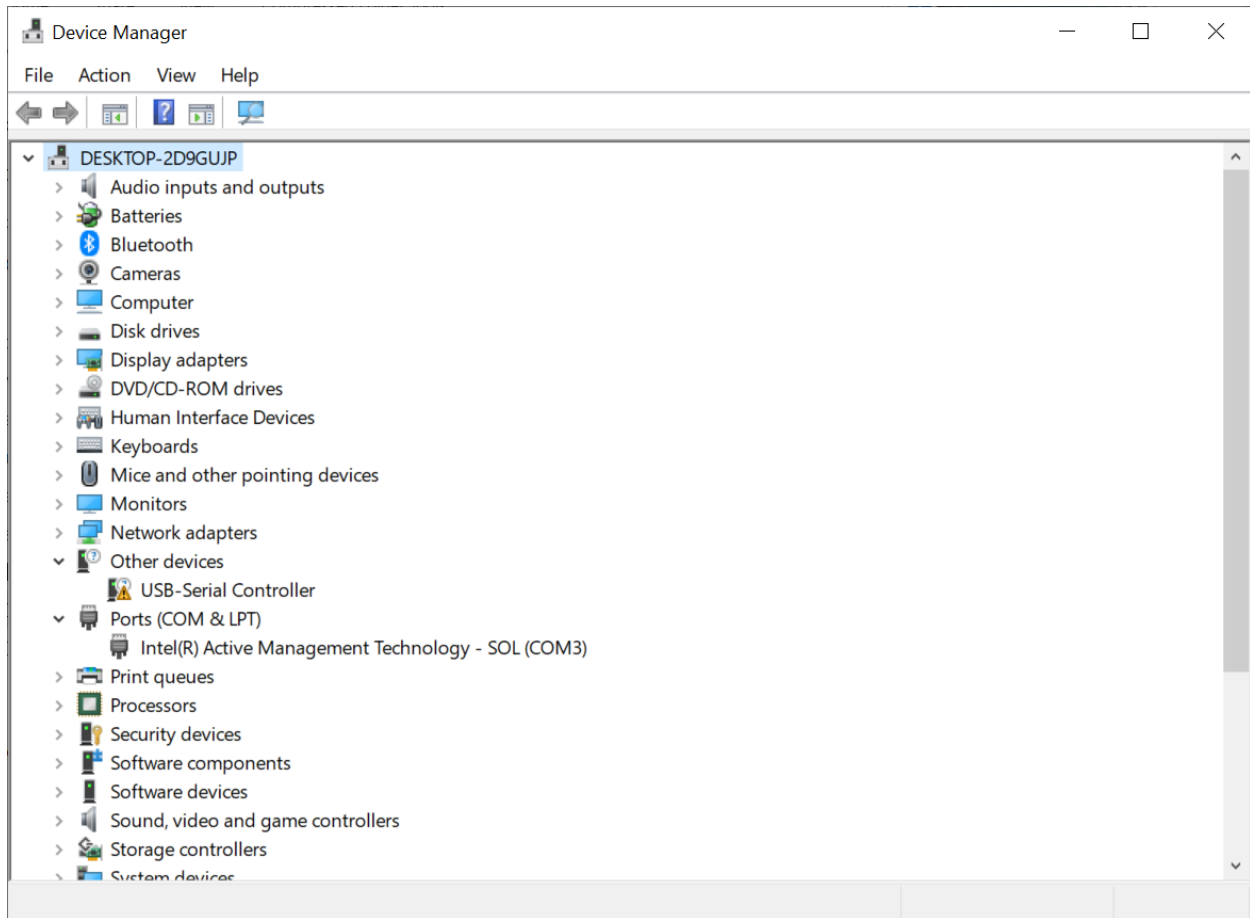 Device Manager
File Action View Help
DESKTOP-2D9GUJP
Audio inputs and outputs
Batteries
Bluetooth
Cameras
Computer
Disk drives
Display adapters
DVD/CD-ROM drives
Human Interface Devices
Keyboards
Mice and other pointing devices
Monitors
Network adapters
Other devices
USB-Serial Controller
Ports (COM & LPT)
Intel(R) Active Management Technology - SOL (COM3)
Print queues
Processors
Security devices
Software components
Software devices
Sound, video and game controllers
Storage controllers
System devices